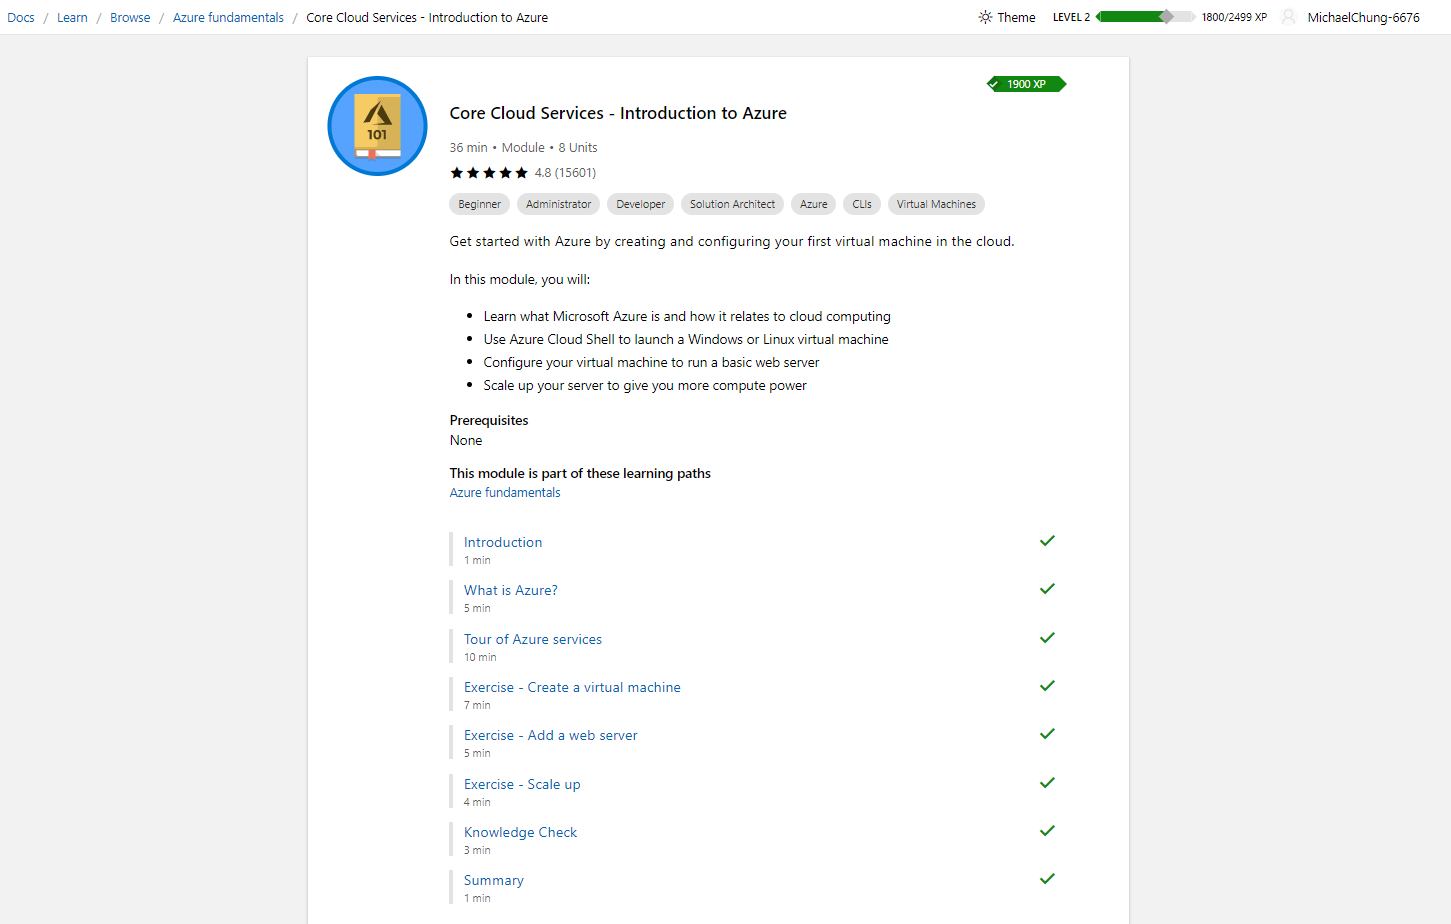 Docs / Learn / Browse / Azure fundamentals / Core Cloud Services - Introduction to Azure
Theme LEVEL 2 1800/2499 XP MichaelChung-6676
1900 XP
101
Core Cloud Services - Introduction to Azure
36 min • Module • 8 Units
4.8 (15601)
Beginner Administrator Developer Solution Architect Azure CLIs Virtual Machines
Get started with Azure by creating and configuring your first virtual machine in the cloud.
In this module, you will:
• Learn what Microsoft Azure is and how it relates to cloud computing
• Use Azure Cloud Shell to launch a Windows or Linux virtual machine
• Configure your virtual machine to run a basic web server
• Scale up your server to give you more compute power
Prerequisites
None
This module is part of these learning paths
Azure fundamentals
Introduction
1 min
What is Azure?
5 min
Tour of Azure services
10 min
Exercise - Create a virtual machine
7 min
Exercise - Add a web server
5 min
Exercise - Scale up
4 min
Knowledge Check
3 min
Summary
1 min